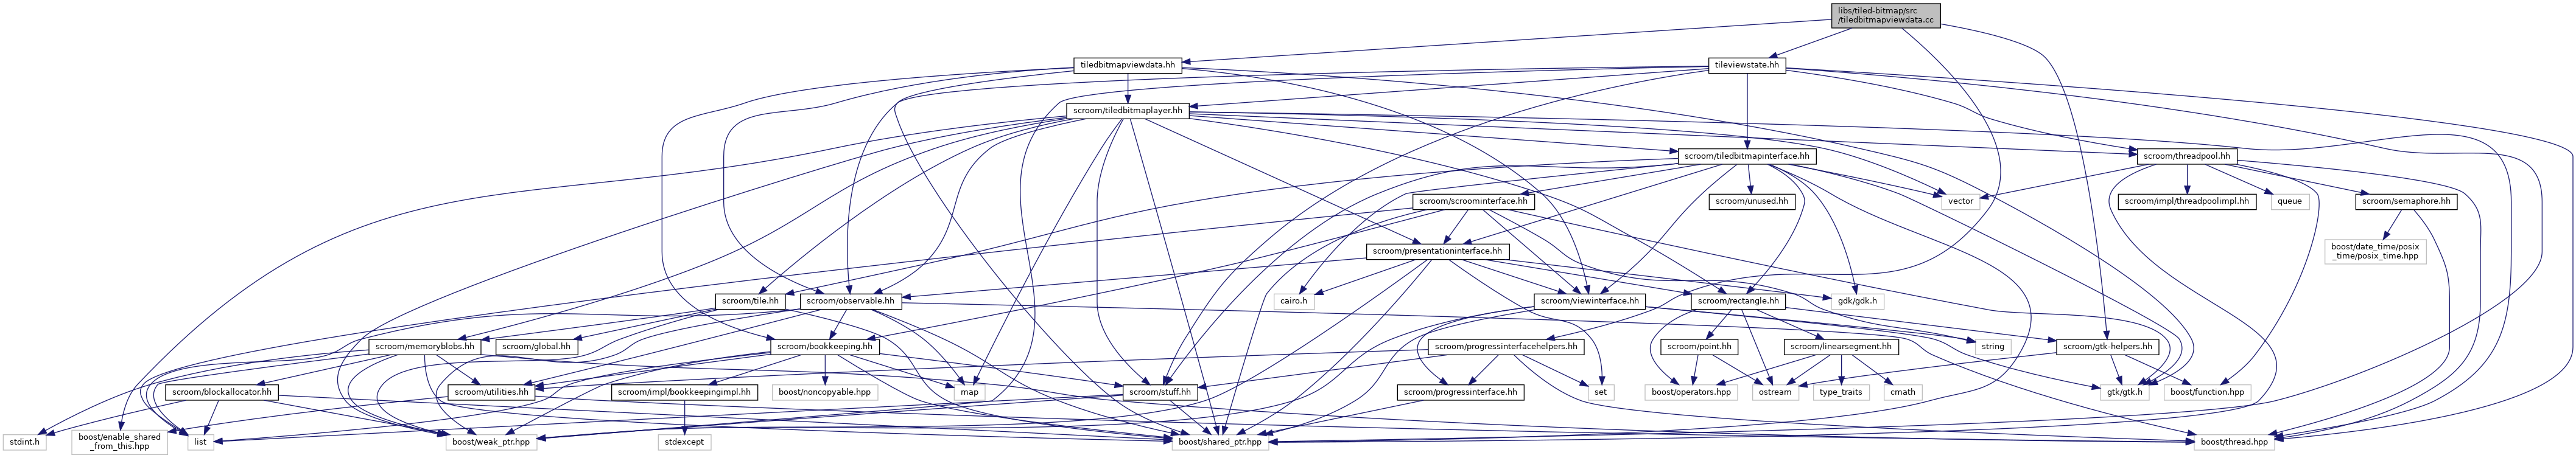 libs/tiled-bitmap/src
/tiledbitmapviewdata.cc
tiledbitmapviewdata.hh
tileviewstate.hh
scroom/tiledbitmaplayer.hh
scroom/tiledbitmapinterface.hh
scroom/threadpool.hh
scroom/scroominterface.hh
scroom/unused.hh
vector
scroom/impl/threadpoolimpl.hh
queue
scroom/semaphore.hh
scroom/presentationinterface.hh
boost/date_time/posix
_time/posix_time.hpp
scroom/tile.hh
scroom/observable.hh
cairo.h
scroom/viewinterface.hh
scroom/rectangle.hh
gdk/gdk.h
scroom/memoryblobs.hh
scroom/global.hh
scroom/bookkeeping.hh
scroom/progressinterfacehelpers.hh
scroom/point.hh
scroom/linearsegment.hh
string
scroom/gtk-helpers.hh
scroom/blockallocator.hh
scroom/utilities.hh
scroom/impl/bookkeepingimpl.hh
boost/noncopyable.hpp
map
scroom/stuff.hh
scroom/progressinterface.hh
set
boost/operators.hpp
ostream
type_traits
cmath
gtk/gtk.h
boost/function.hpp
stdint.h
boost/enable_shared
_from_this.hpp
list
boost/weak_ptr.hpp
stdexcept
boost/shared_ptr.hpp
boost/thread.hpp